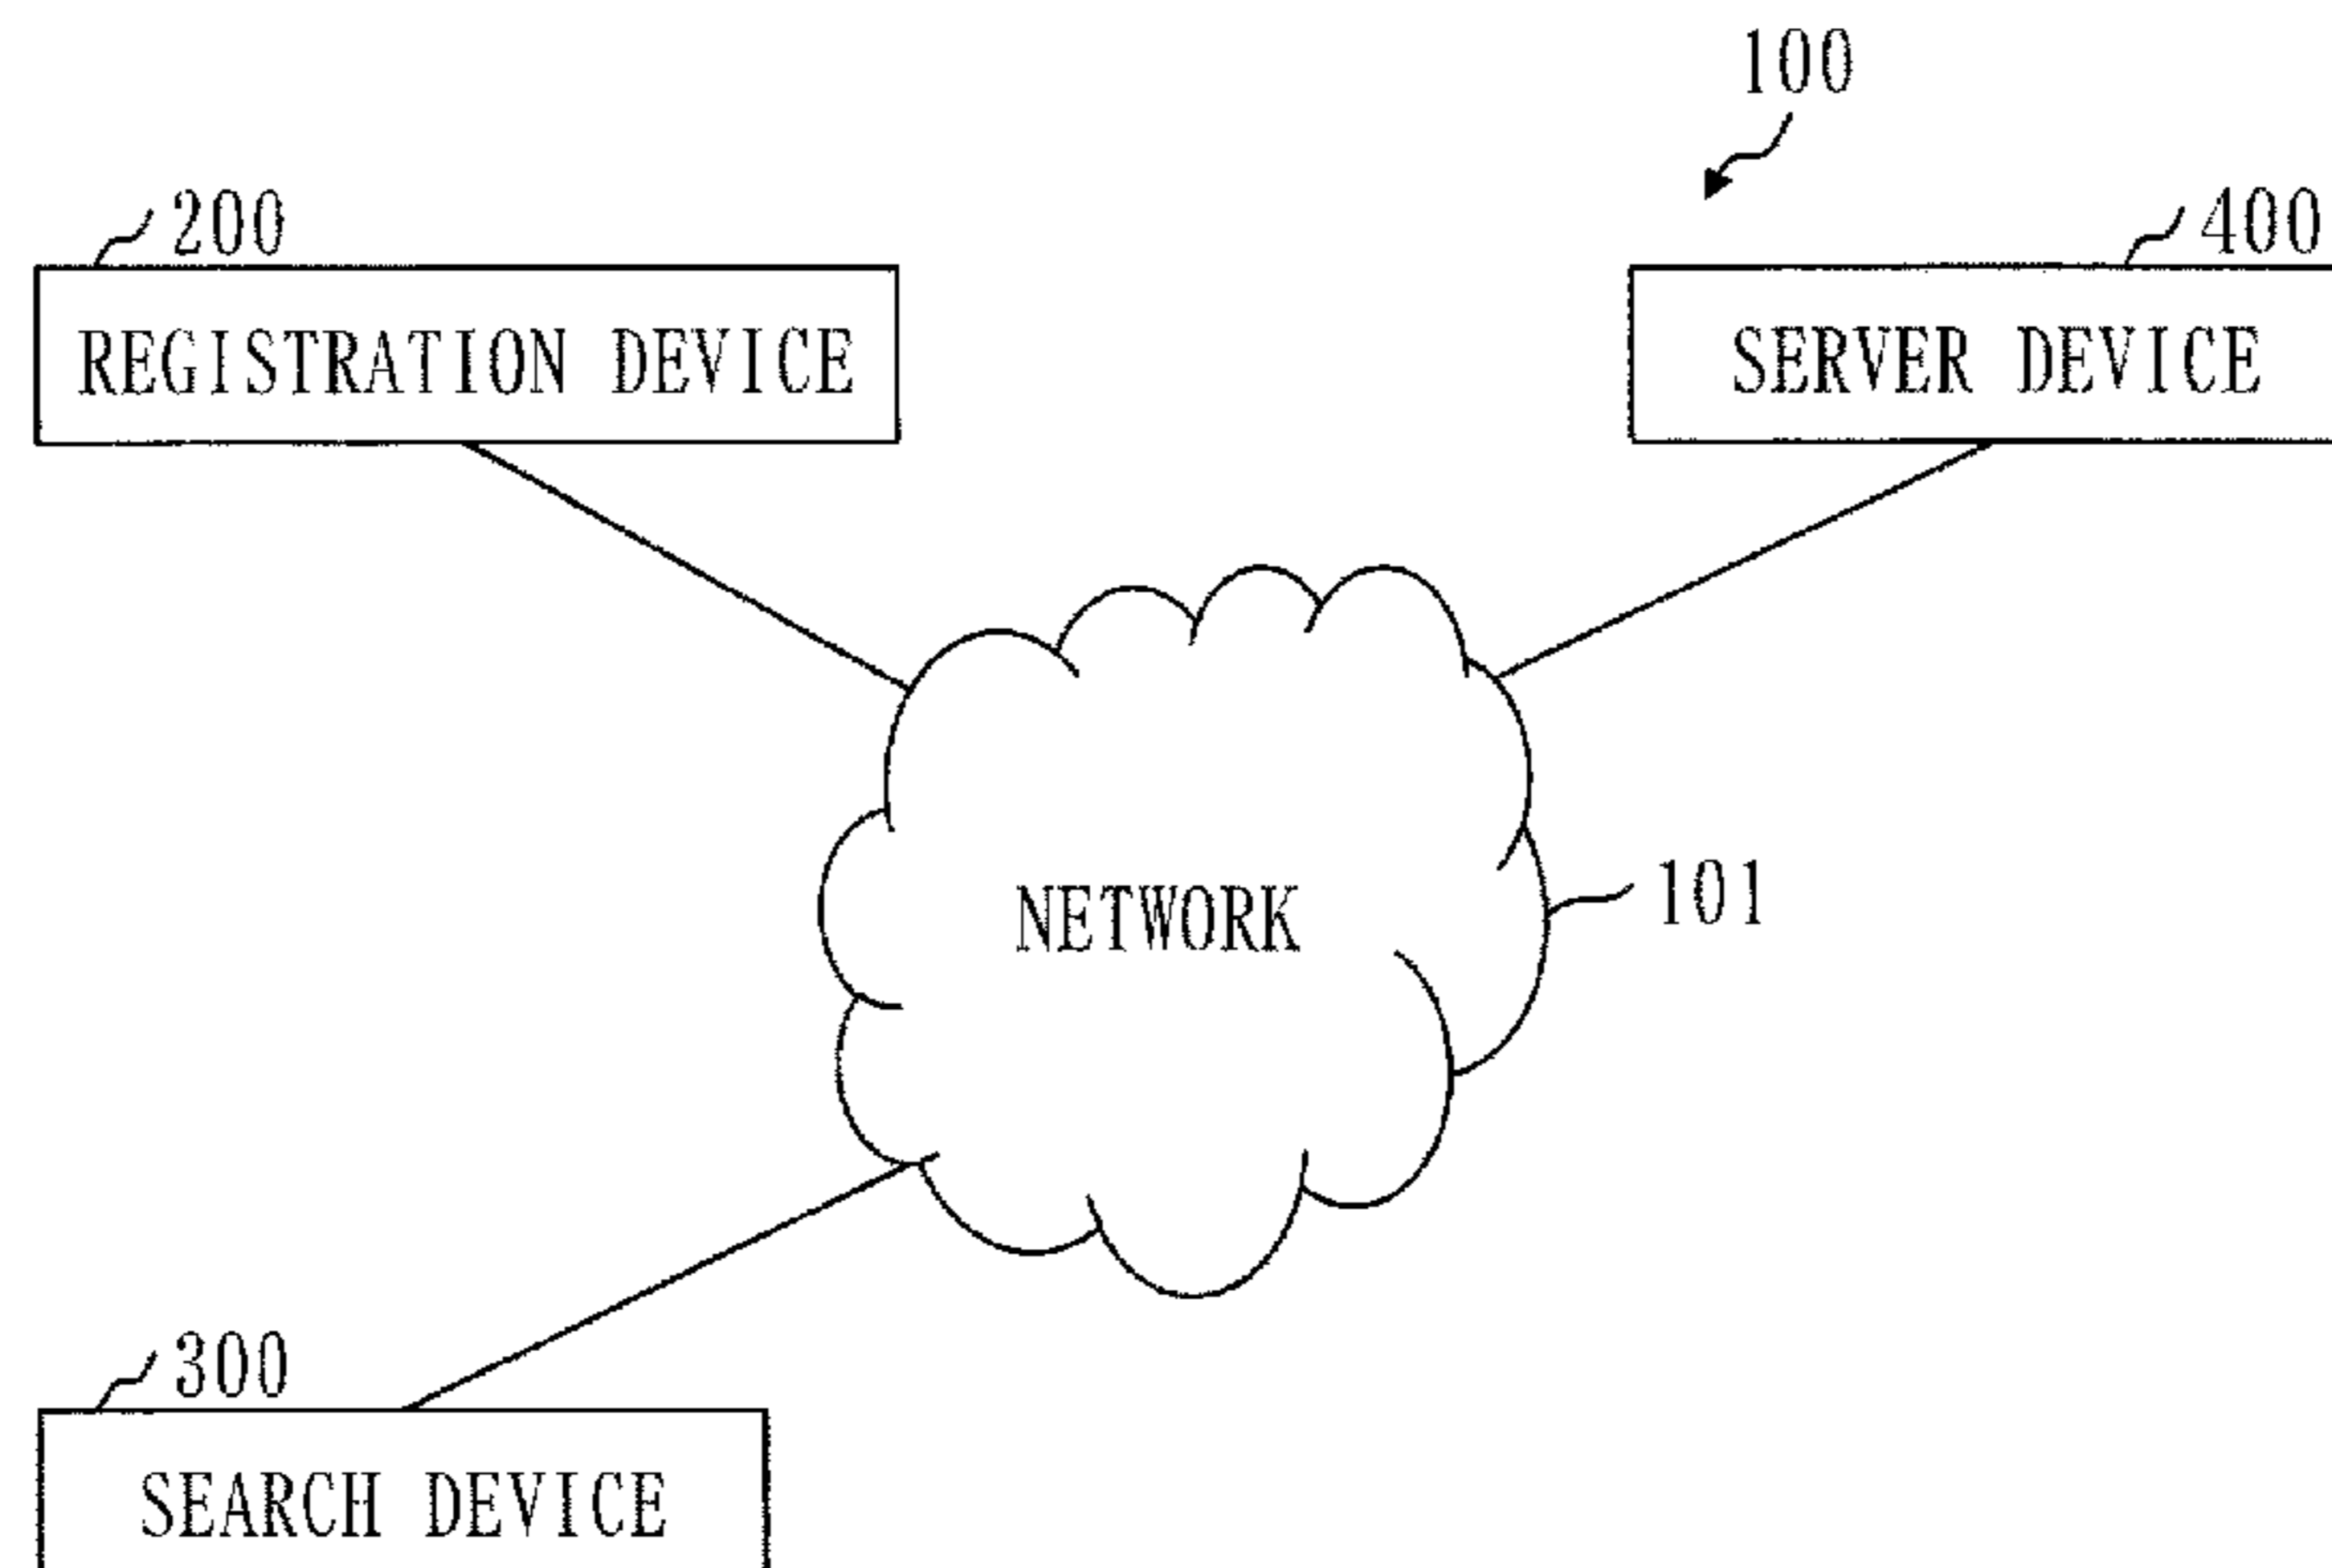 100
200
400
REGISTRATION DEVICE
SERVER DEVICE
NETWORK
101
300
SEARCH DEVICE